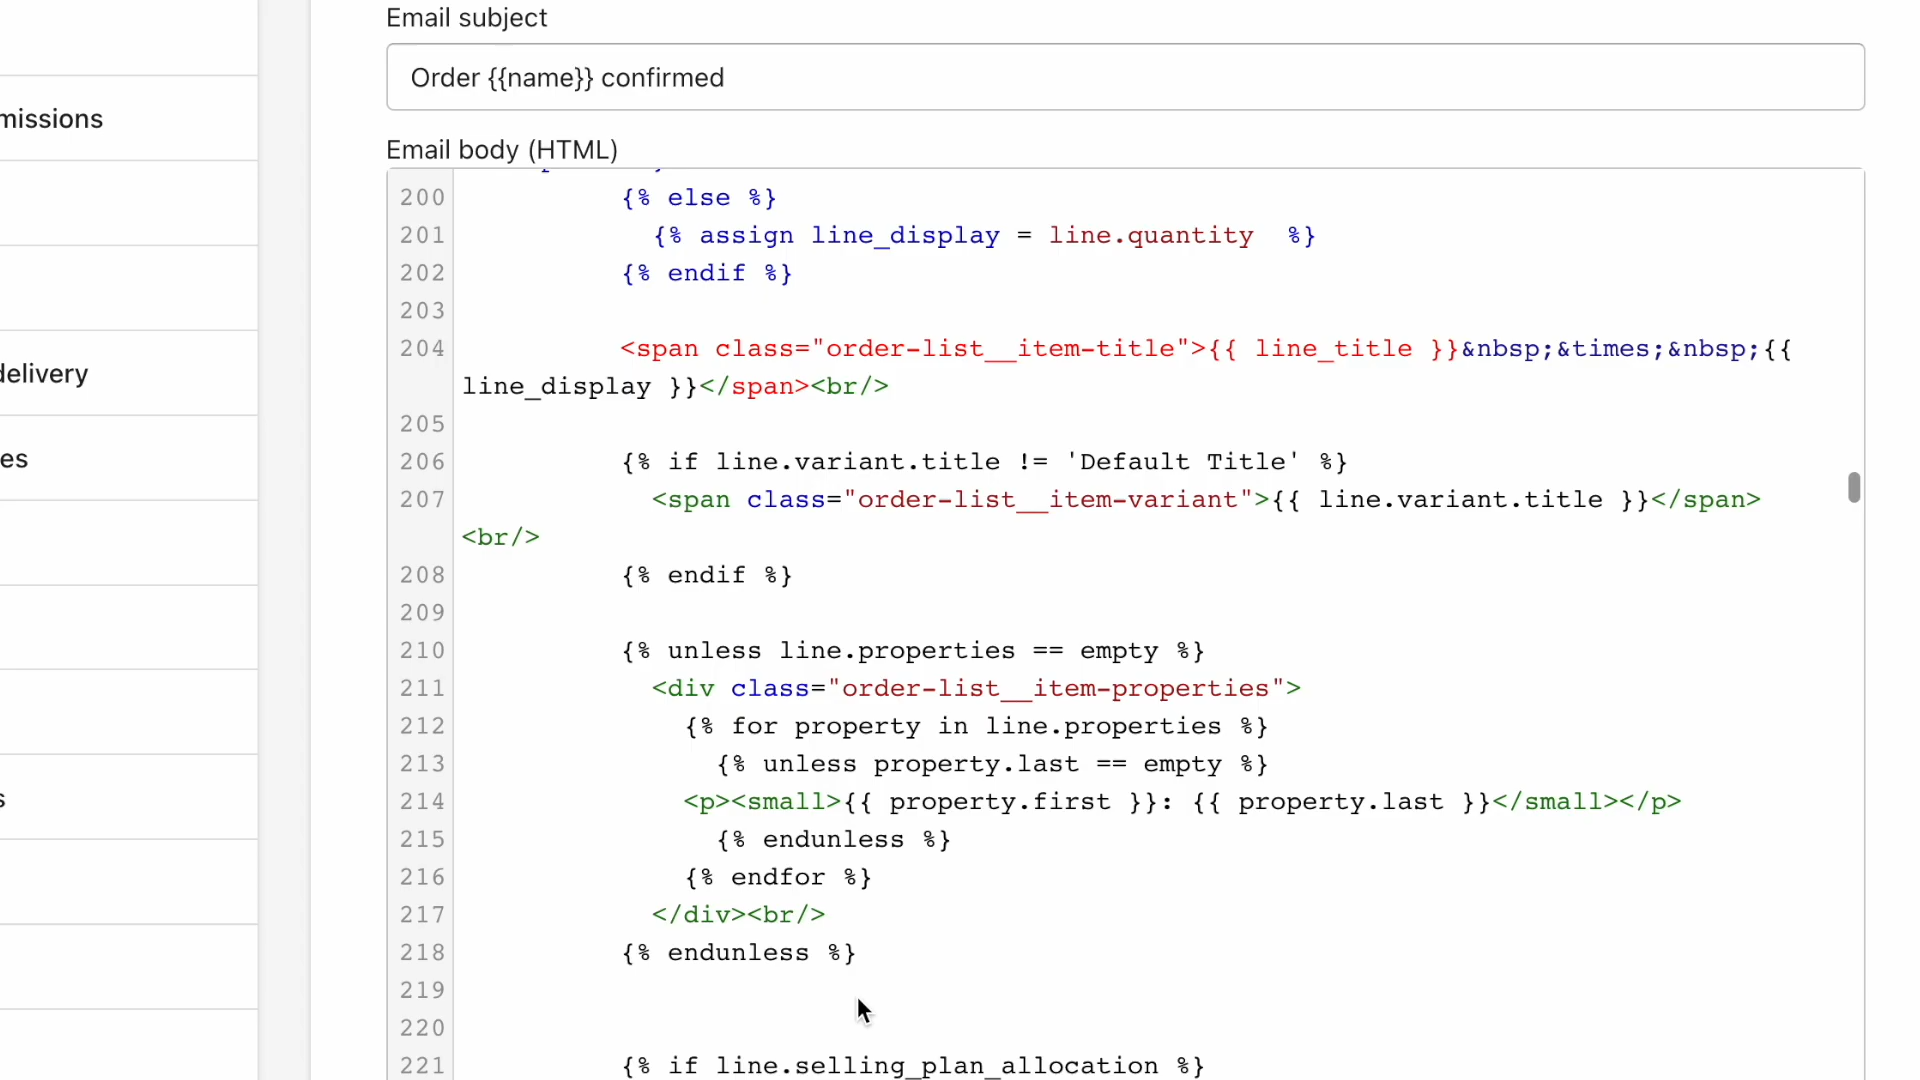 Email subject
Order {{name}} confirmed
missions
Email body (HTML)
200 {% else %}
201 {% assign line_display = line.quantity  %}
202 {% endif %}
203
204 <span class="order-list__item-title">{{ line_title }}&nbsp;&times;&nbsp;{{
line_display }}</span><br/>
delivery
205
206 {% if line.variant.title != 'Default Title' %}
es
207 <span class="order-list__item-variant">{{ line.variant.title }}</span>
<br/>
208 {% endif %}
209
210 {% unless line.properties == empty %}
211 <div class="order-list__item-properties">
212 {% for property in line.properties %}
213 {% unless property.last == empty %}
214 <p><small>{{ property.first }}: {{ property.last }}</small></p>
s
215 {% endunless %}
216 {% endfor %}
217 </div><br/>
218 {% endunless %}
219
220
221 {% if line.selling_plan_allocation %}